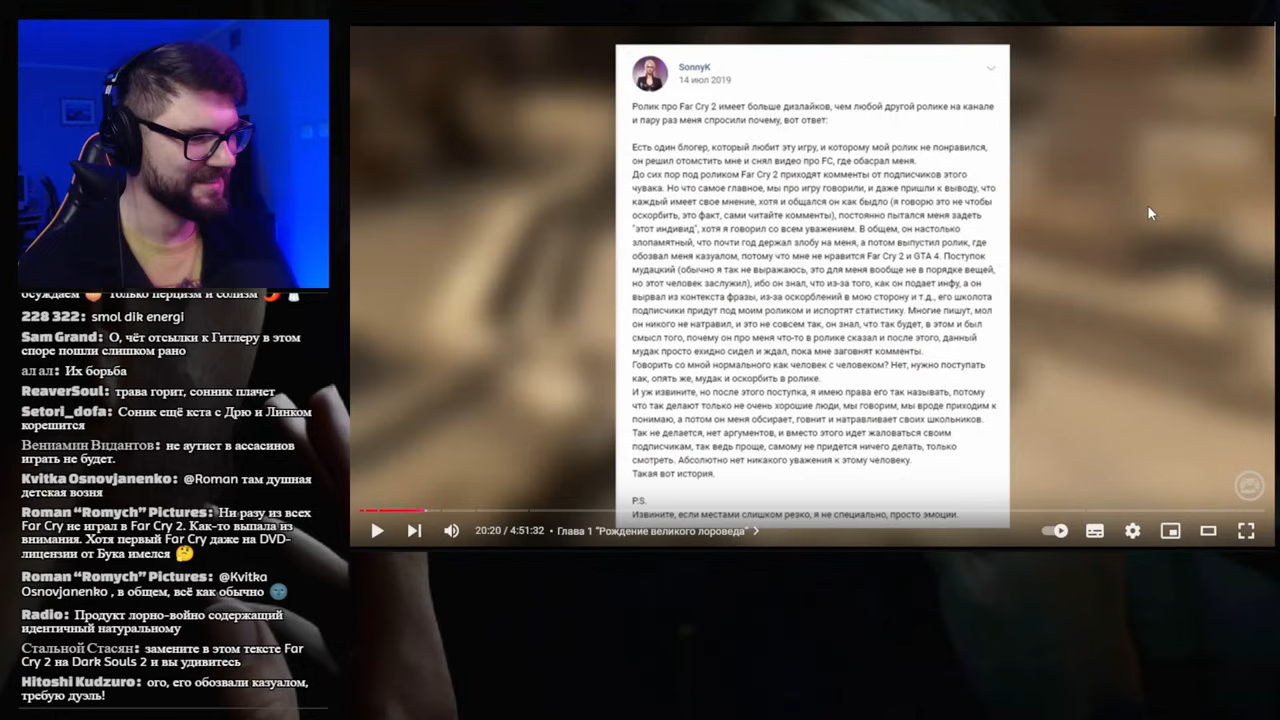 осуждаем Только перцизм и солизм
228 322: smol dik energi
Sam Grand: О, чёт отсылки к Гитлеру в этом
споре пошли слишком рано
ал ал: Их борьба
ReaverSoul: трава горит, сонник плачет
Setori_dofa: Соник ещё кста с Дрю и Линком
корешится
Вениамин Видантов: не аутист в ассасинов
играть не будет.
Kvitka Osnovjanenko: @Roman там душная
детская возня
Roman “Romych” Pictures: Ни разу из всех
Far Cry не играл в Far Cry 2. Как-то выпала из
внимания. Хотя первый Far Cry даже на DVD-
лицензии от Бука имелся
Roman “Romych” Pictures: @Kvitka
Osnovjanenko , в общем, всё как обычно
Radio: Продукт лорно-войно содержащий
идентичный натуральному
Стальной Стасян: замените в этом тексте Far
Cry 2 на Dark Souls 2 и вы удивитесь
Hitoshi Kudzuro: ого, его обозвали казуалом,
требую дуэль!
SonnyK
14 июл 2019
Ролик про Far Cry 2 имеет больше дизлайков, чем любой другой ролике на канале
и пару раз меня спросили почему, вот ответ:
Есть один блогер, который любит эту игру, и которому мой ролик не понравился,
он решил отомстить мне и снял видео про FC, где обасрал меня.
До сих пор под роликом Far Cry 2 приходят комменты от подписчиков этого
чувака. Но что самое главное, мы про игру говорили, и даже пришли к выводу, что
каждый имеет свое мнение, хотя и общался он как быдло (я говорю это не чтобы
оскорбить, это факт, сами читайте комменты), постоянно пытался меня задеть
"этот индивид", хотя я говорил со всем уважением. В общем, он настолько
злопамятный, что почти год держал злобу на меня, а потом выпустил ролик, где
обозвал меня казуалом, потому что мне не нравится Far Cry 2 и GTA 4. Поступок
мудацкий (обычно я так не выражаюсь, это для меня вообще не в порядке вещей,
но этот человек заслужил), ибо он знал, что из-за того, как он подает инфу, а он
вырвал из контекста фразы, из-за оскорблений в мою сторону и т.д., его школота
подписчики придут под моим роликом и испортят статистику. Многие пишут, мол
он никого не натравил, и это не совсем так, он знал, что так будет, в этом и был
смысл того, почему он про меня что-то в ролике сказал и после этого, данный
мудак просто ехидно сидел и ждал, пока мне заговнят комменты.
Говорить со мной нормального как человек с человеком? Нет, нужно поступать
как, опять же, мудак и оскорбить в ролике.
И уж извините, но после этого поступка, я имею права его так называть, потому
что так делают только не очень хорошие люди, мы говорим, мы вроде приходим к
понимаю, а потом он меня обсирает, говнит и натравливает своих школьников.
Так не делается, нет аргументов, и вместо этого идет жаловаться своим
подписчикам, так ведь проще, самому не придется ничего делать, только
смотреть. Абсолютно нет никакого уважения к этому человеку.
Такая вот история.
P.S.
Извините, если местами слишком резко, я не специально, просто эмоции.
20:20 / 4:51:32 • Глава 1 “Рождение великого лороведа”